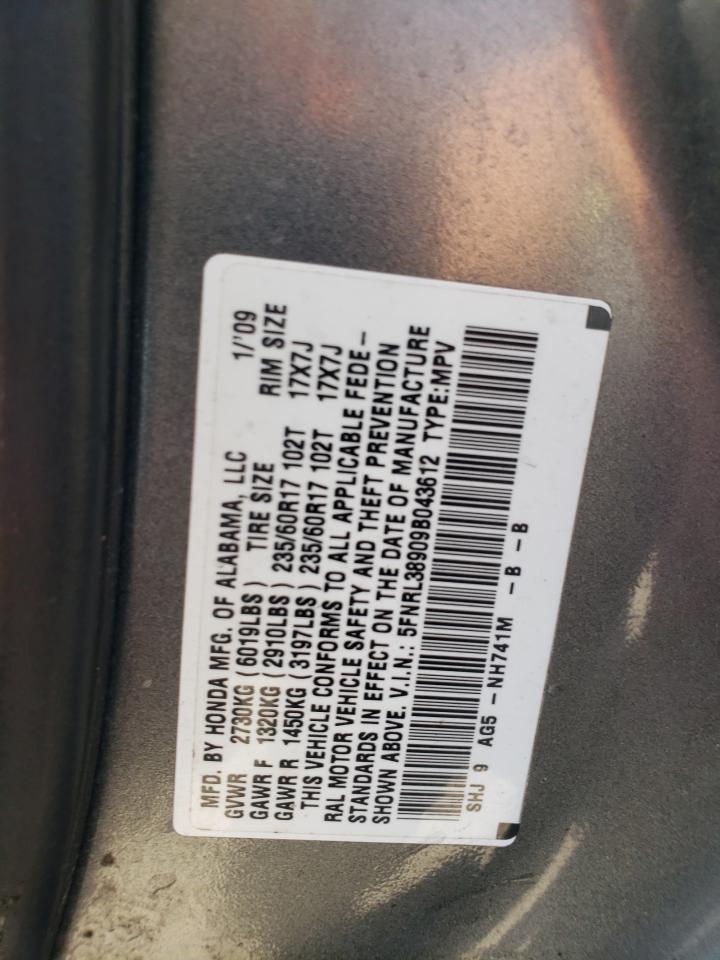 MFD. BY HONDA MFG. OF ALABAMA, LLC 1/'09
GVWR 2730KG (6019LBS) TIRE SIZE RIM SIZE
GAWR F 1320KG (2910LBS) 235/60R17 102T 17X7J
GAWR R 1450KG (3197LBS) 235/60R17 102T 17X7J
THIS VEHICLE CONFORMS TO ALL APPLICABLE FEDE-
RAL MOTOR VEHICLE SAFETY AND THEFT PREVENTION
STANDARDS IN EFFECT ON THE DATE OF MANUFACTURE
SHOWN ABOVE. V.I.N.: 5FNRL38909B043612 TYPE:MPV
SHJ 9 AG5 -NH741M -B -B